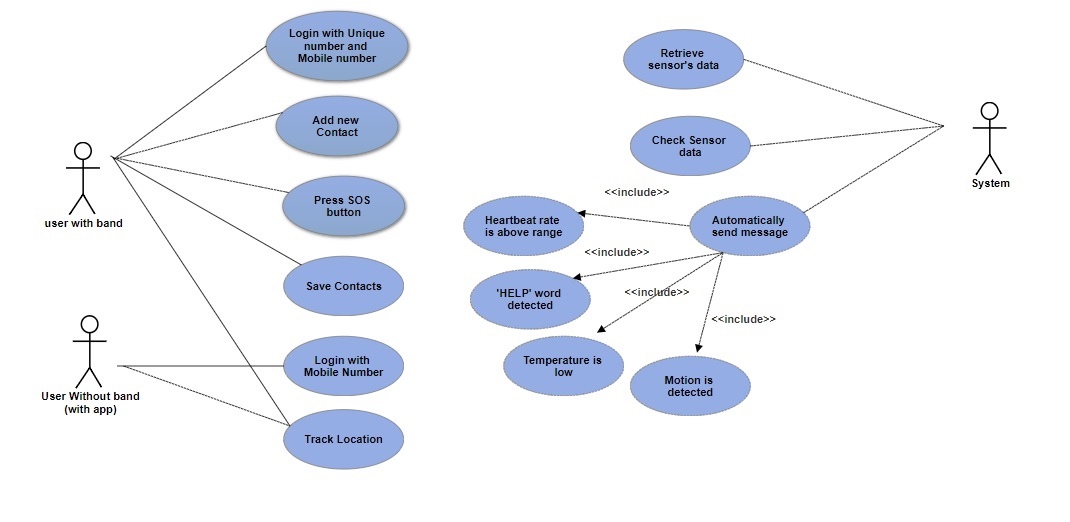 Login with Unique
number and
Mobile number
Add new
Contact
Press SOS
button
user with band
Save Contacts
Login with
Mobile Number
User Without band
(with app)
Track Location
Retrieve
sensor's data
Check Sensor
data
System
<<include>>
Heartbeat rate
is above range
Automatically
send message
<<include>>
'HELP' word
detected
<<include>>
<<include>>
Temperature is
low
Motion is
detected